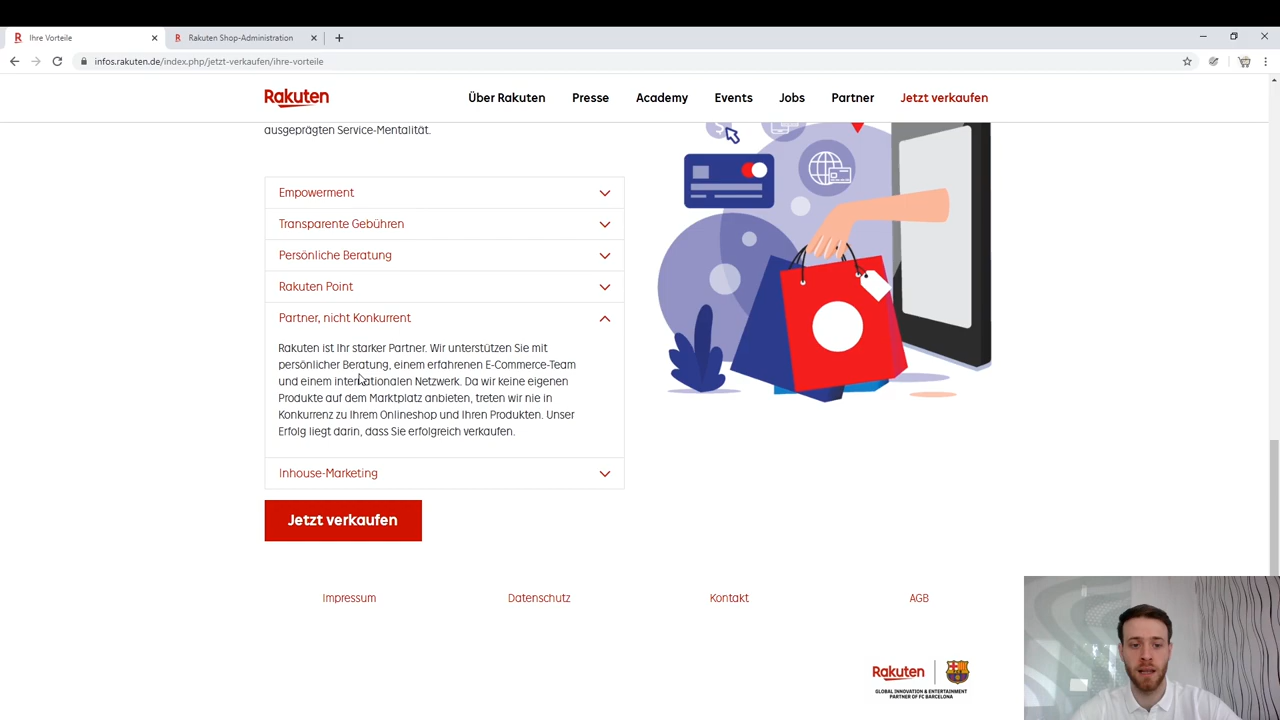 Ihre Vorteile
Rakuten Shop-Administration
infos.rakuten.de/index.php/jetzt-verkaufen/ihre-vorteile
Rakuten
Über Rakuten
Presse
Academy
Events
Jobs
Partner
Jetzt verkaufen
ausgeprägten Service-Mentalität.
Empowerment
Transparente Gebühren
Persönliche Beratung
Rakuten Point
Partner, nicht Konkurrent
Rakuten ist Ihr starker Partner. Wir unterstützen Sie mit
persönlicher Beratung, einem erfahrenen E-Commerce-Team
und einem internationalen Netzwerk. Da wir keine eigenen
Produkte auf dem Marktplatz anbieten, treten wir nie in
Konkurrenz zu Ihrem Onlineshop und Ihren Produkten. Unser
Erfolg liegt darin, dass Sie erfolgreich verkaufen.
Inhouse-Marketing
Jetzt verkaufen
Impressum
Datenschutz
Kontakt
AGB
Rakuten
GLOBAL INNOVATION & ENTERTAINMENT
PARTNER OF FC BARCELONA